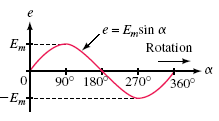 e
e = Em sin α
Em
Rotation
0
90° 180° 270° 360°
α
−Em